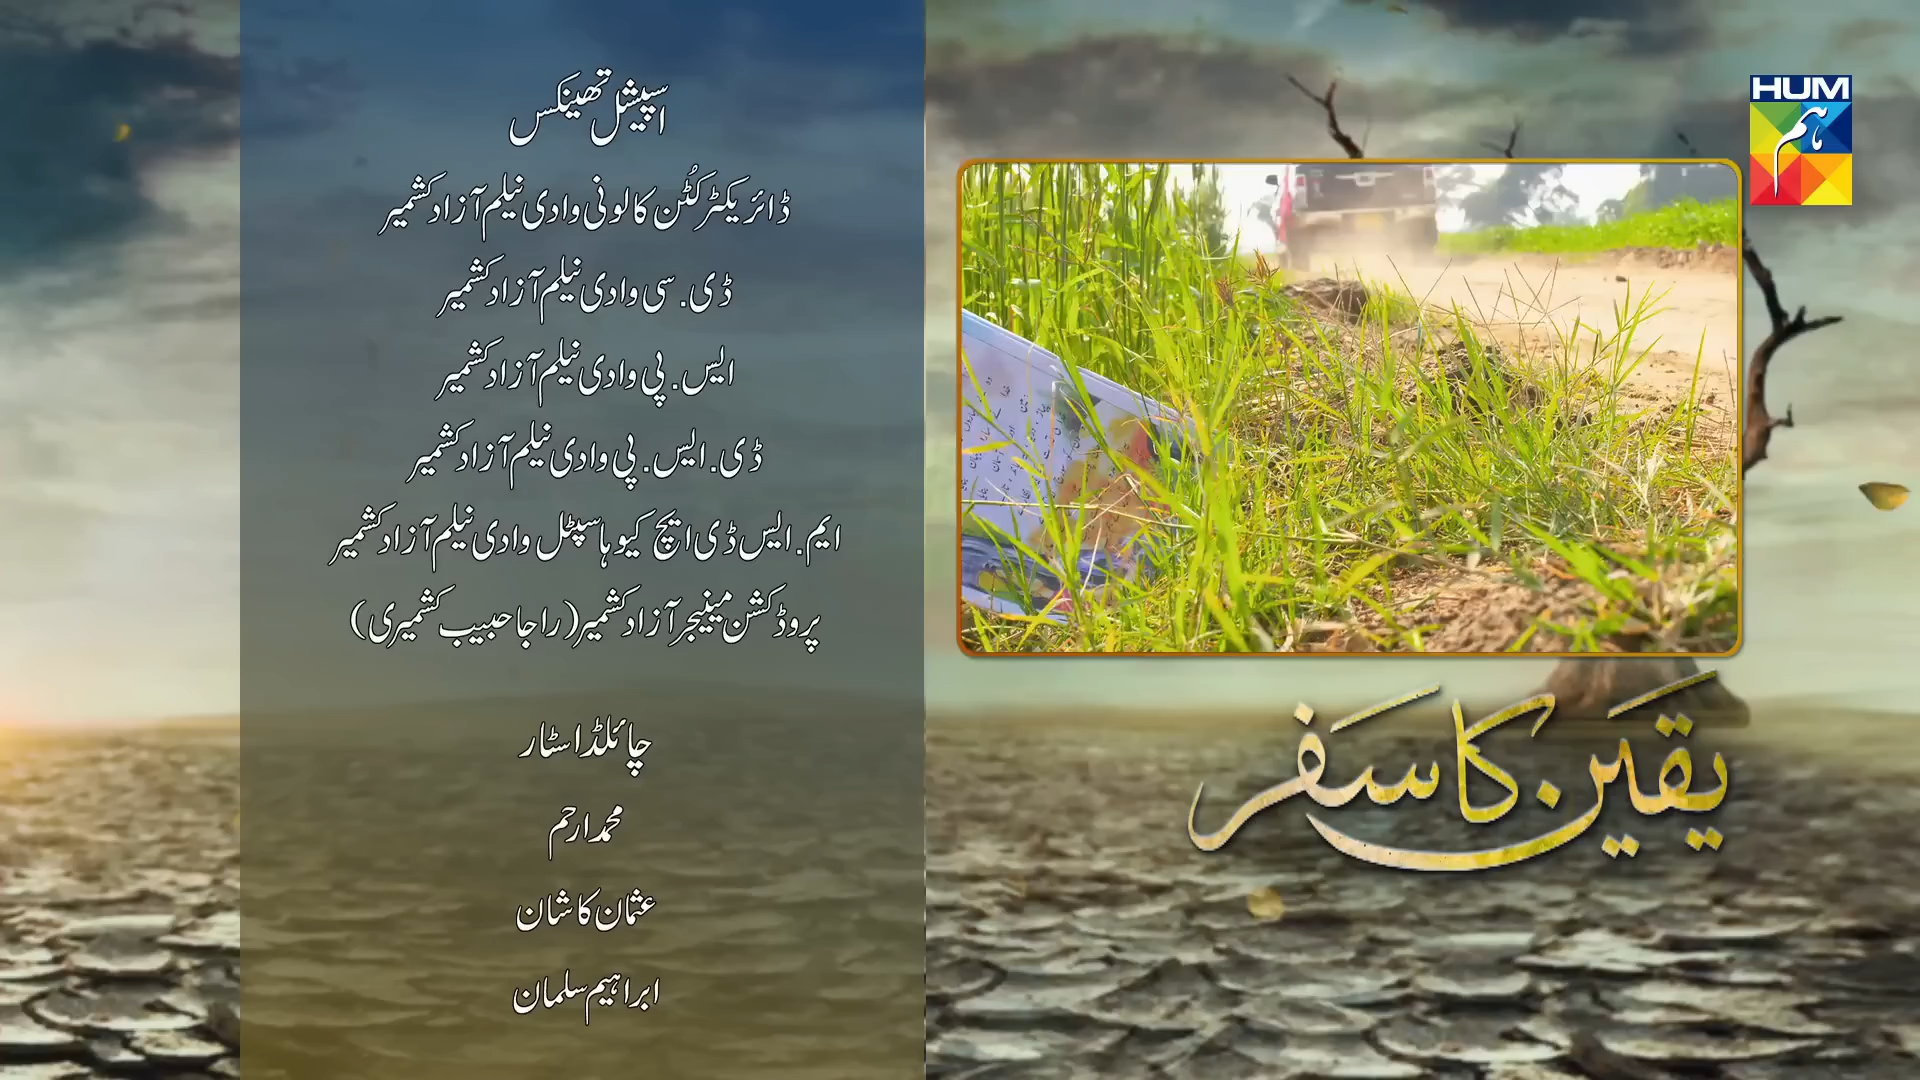 اسپیشل تھینکس
ڈائریکٹر کٹن کالونی وادی نیلم آزاد کشمیر
ڈی. سی وادی نیلم آزاد کشمیر
ایس. پی وادی نیلم آزاد کشمیر
ڈی. ایس. پی وادی نیلم آزاد کشمیر
ایم. ایس ڈی ایچ کیو ہاسپٹل وادی نیلم آزاد کشمیر
پروڈکشن مینیجر آزاد کشمیر (راجا حبیب کشمیری)
چائلڈ اسٹار
محمد ارحم
عثمان کاشان
ابراہیم سلمان
HUM
ہم
یقین کا سفر